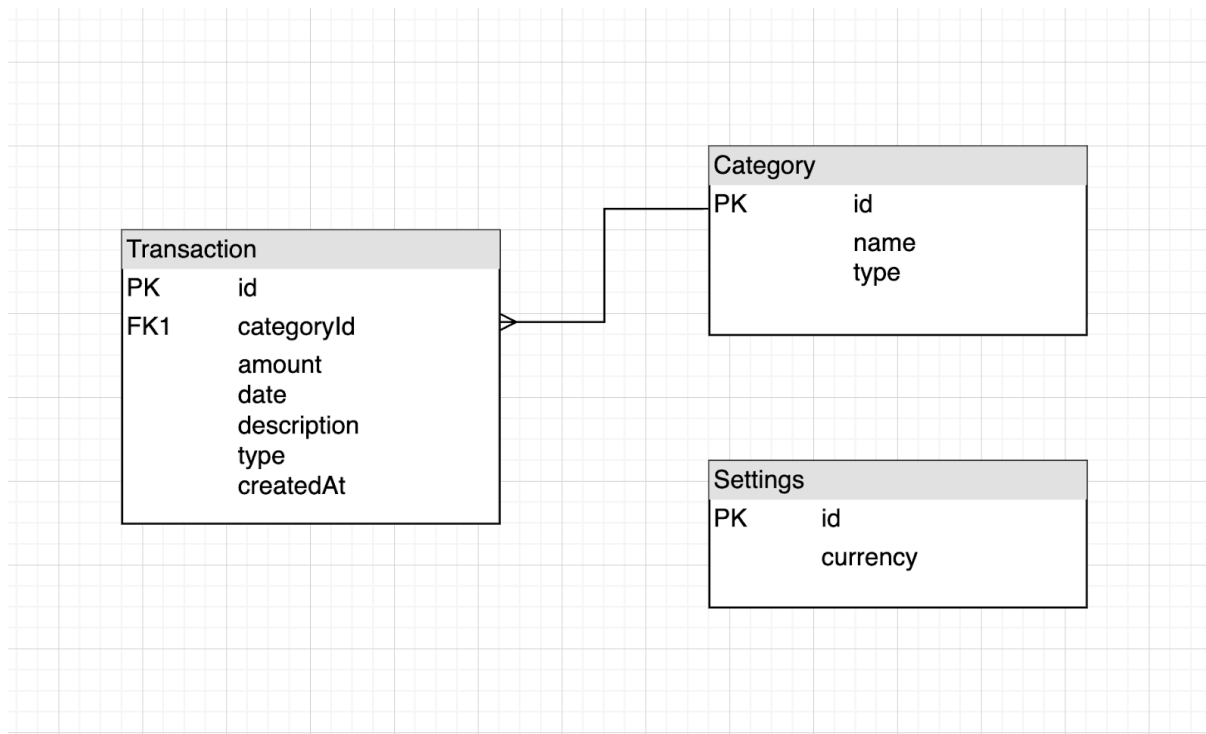 Transaction
PK id
FK1 categoryId
amount
date
description
type
createdAt
Category
PK id
name
type
Settings
PK id
currency